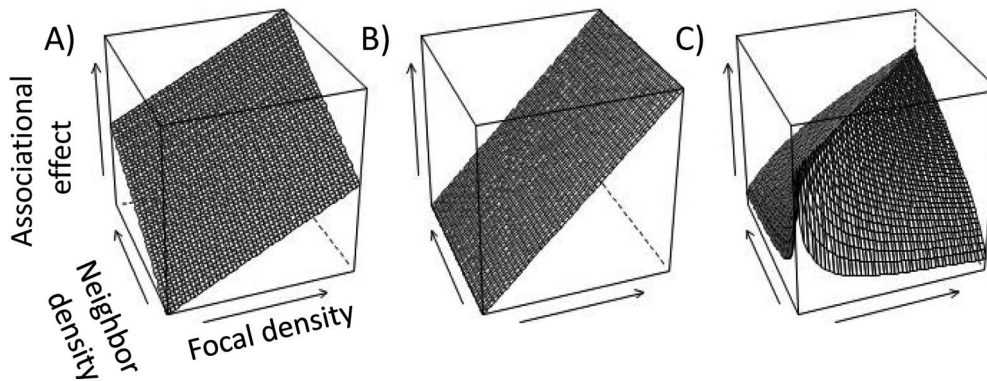 A)
B)
C)
Associational
effect
Neighbor
density
Focal density